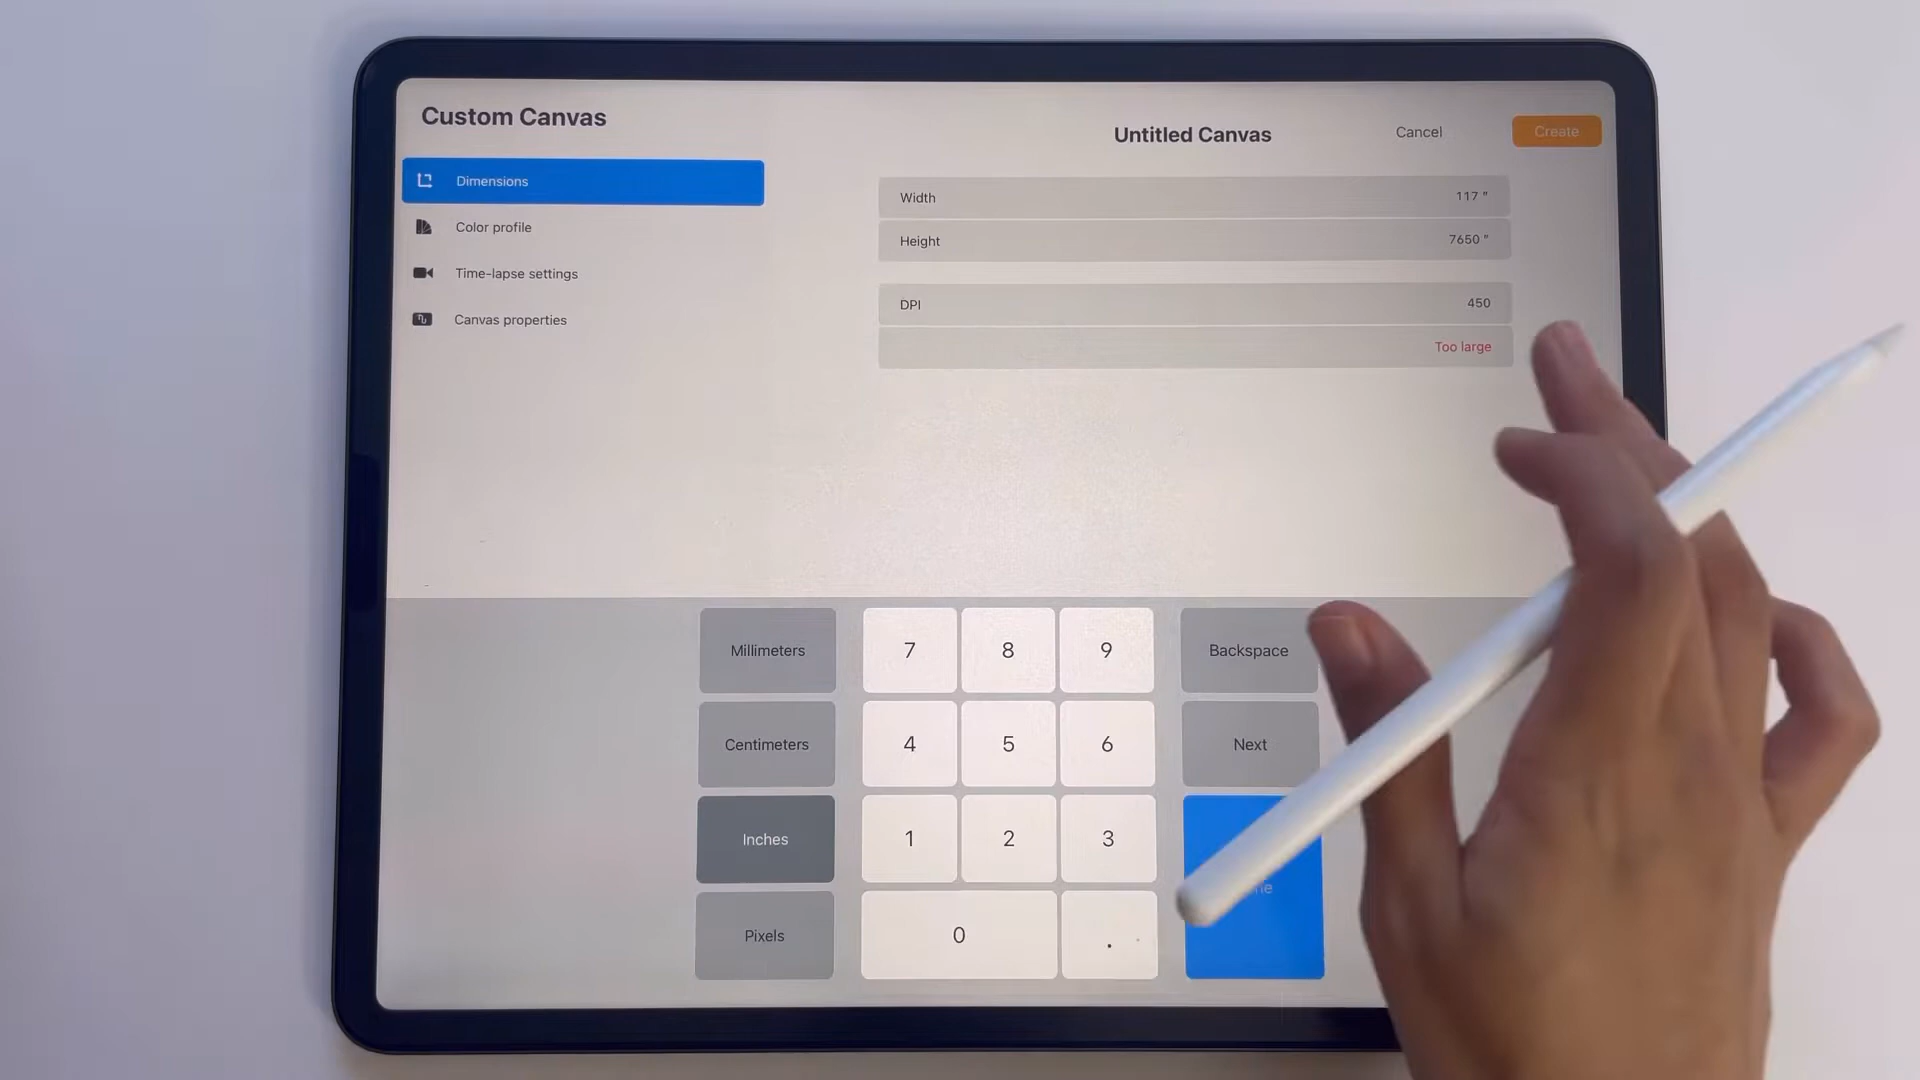 Custom Canvas
Untitled Canvas
Cancel
Create
Dimensions
Color profile
Time-lapse settings
Canvas properties
Width 117 "
Height 7650 "
DPI 450
Too large
Millimeters 7 8 9 Backspace
Centimeters 4 5 6 Next
Inches 1 2 3
Pixels 0 .